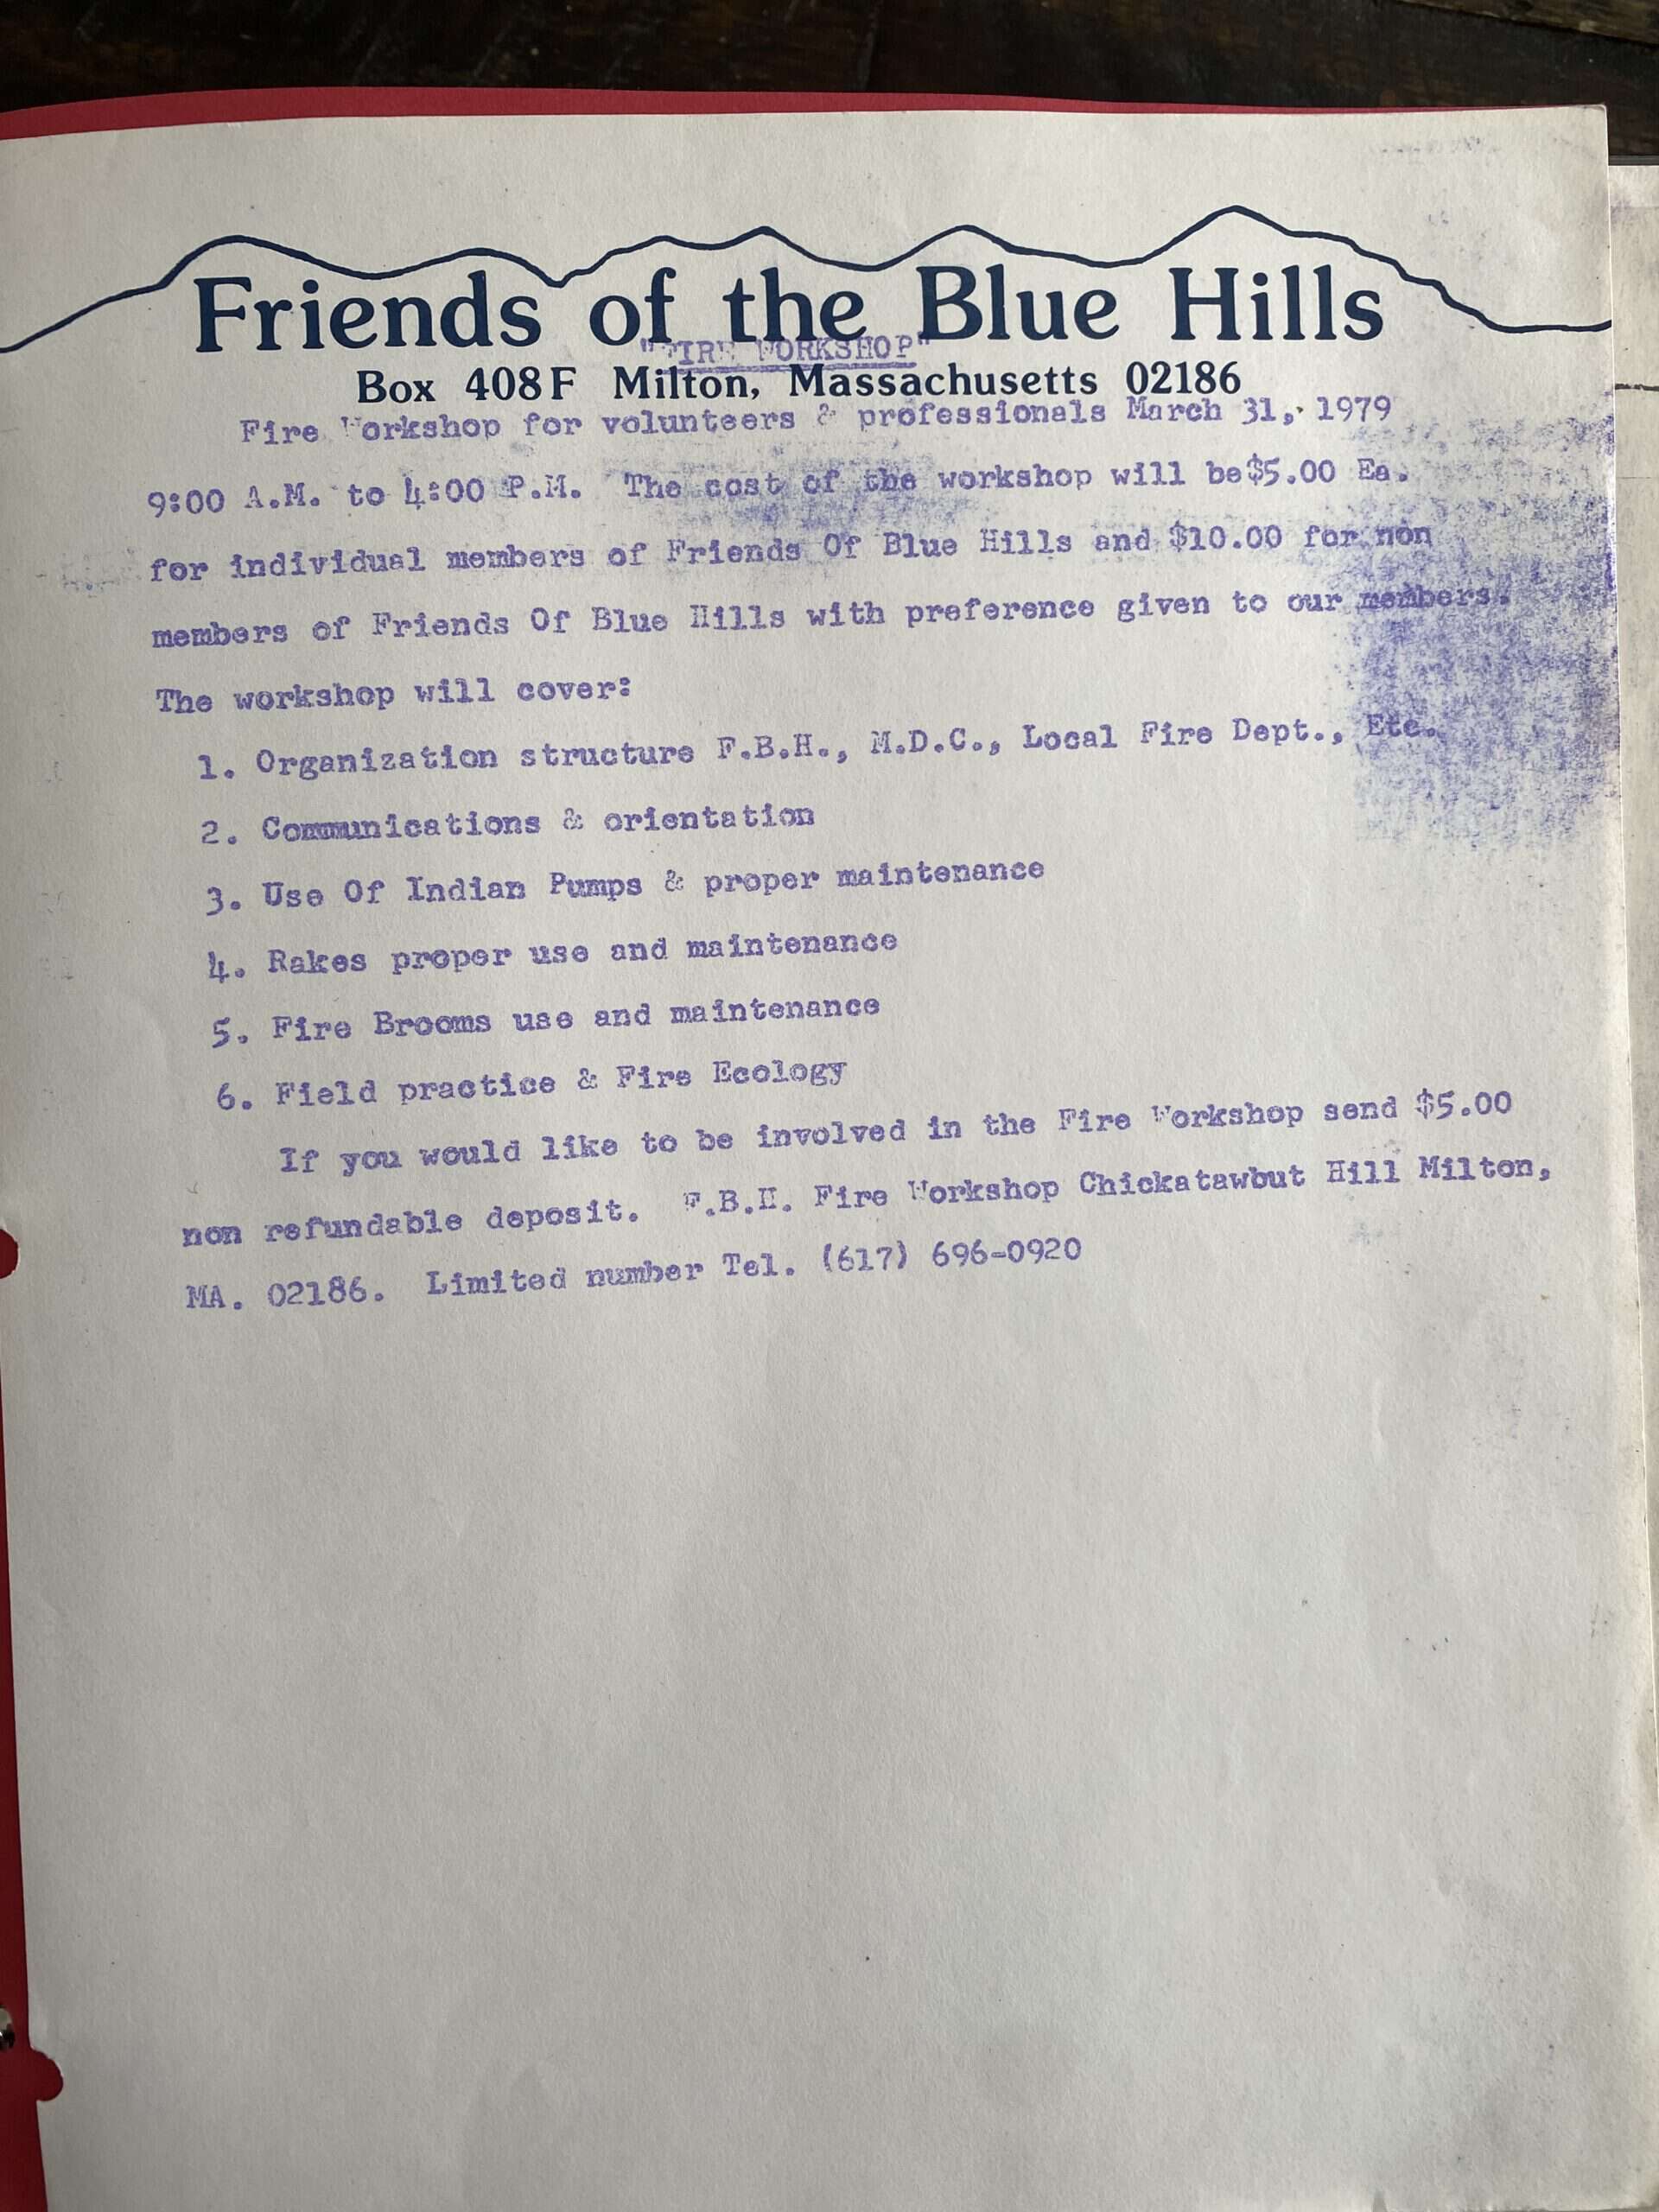 Friends of the Blue Hills
"FIRE WORKSHOP"
Box 408F Milton, Massachusetts 02186
Fire Workshop for volunteers & professionals March 31, 1979
9:00 A.M. to 4:00 P.M. The cost of the workshop will be$5.00 Ea.
for individual members of Friends Of Blue Hills and $10.00 for non
members of Friends Of Blue Hills with preference given to our members.
The workshop will cover:
1. Organization structure F.B.H., M.D.C., Local Fire Dept., Etc.
2. Communications & orientation
3. Use Of Indian Pumps & proper maintenance
4. Rakes proper use and maintenance
5. Fire Brooms use and maintenance
6. Field practice & Fire Ecology
If you would like to be involved in the Fire Workshop send $5.00
non refundable deposit. F.B.H. Fire Workshop Chickatawbut Hill Milton,
MA. 02186. Limited number Tel. (617) 696-0920